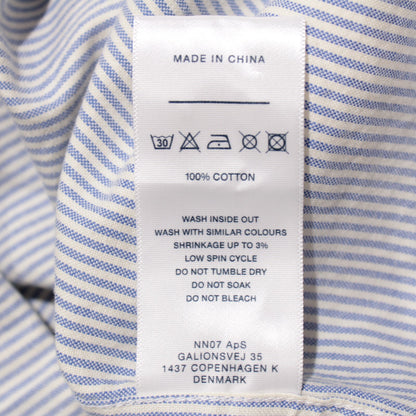 MADE IN CHINA
30
100% COTTON
WASH INSIDE OUT
WASH WITH SIMILAR COLOURS
SHRINKAGE UP TO 3%
LOW SPIN CYCLE
DO NOT TUMBLE DRY
DO NOT SOAK
DO NOT BLEACH
NN07 ApS
GALIONSVEJ 35
1437 COPENHAGEN K
DENMARK